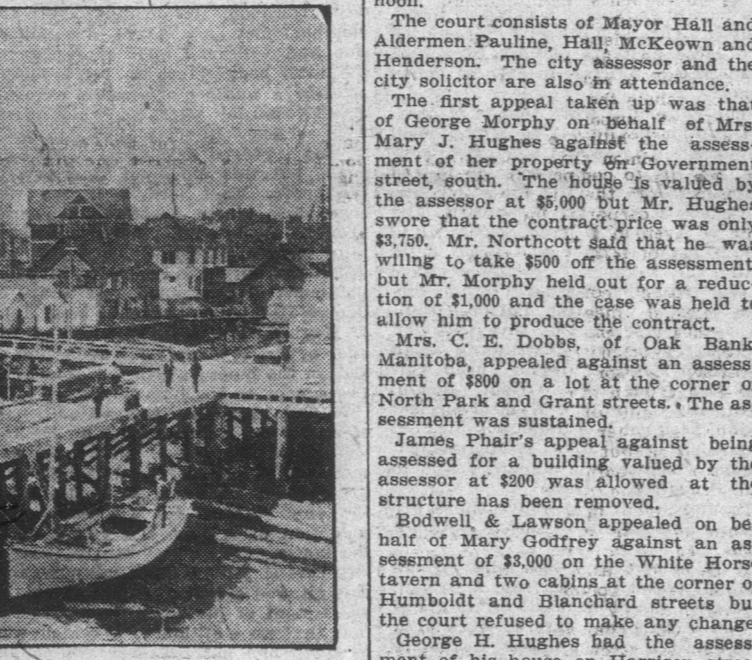 noon.
The court consists of Mayor Hall and
Aldermen Pauline, Hall, McKeown and
Henderson. The city assessor and the
city solicitor are also in attendance.
The first appeal taken up was that
of George Morphy on behalf of Mrs
Mary J. Hughes against the assess-
ment of her property on Government
street, south. The house is valued by
the assessor at $5,000 but Mr. Hughes
swore that the contract price was only
$3,750. Mr. Northcott said that he was
willng to take $500 off the assessment
but Mr. Morphy held out for a reduc-
tion of $1,000 and the case was held to
allow him to produce the contract.
Mrs. C. E. Dobbs, of Oak Bank
Manitoba, appealed against an assess
ment of $800 on a lot at the corner o
North Park and Grant streets. The as
sessment was sustained.
James Phair's appeal against being
assessed for a building valued by the
assessor at $200 was allowed at the
structure has been removed.
Bodwell & Lawson appealed on be
half of Mary Godfrey against an as
sessment of $3,000 on the White Horse
tavern and two cabins at the corner o
Humboldt and Blanchard streets bu
the court refused to make any change
George H. Hughes had the assess
ment of his house on